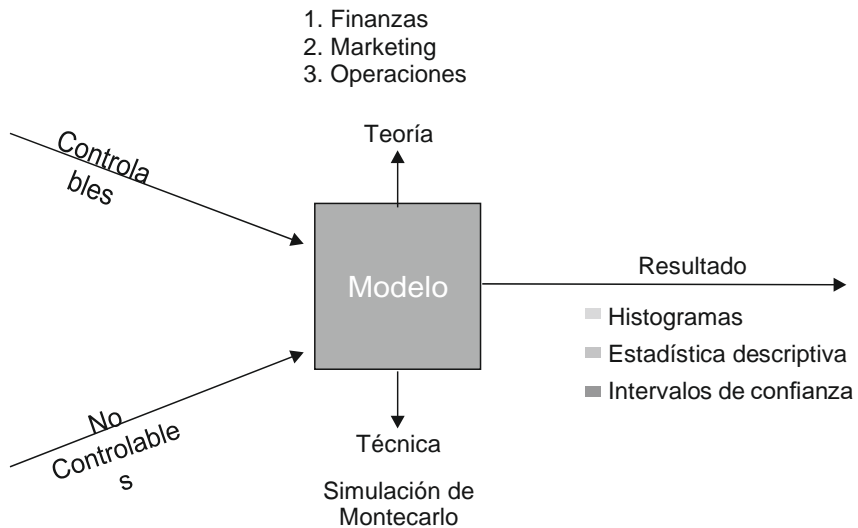 1. Finanzas
2. Marketing
3. Operaciones
Teoría
Controla
bles
Modelo
Resultado
Histogramas
Estadística descriptiva
Intervalos de confianza
No
Controlable
s
Técnica
Simulación de
Montecarlo